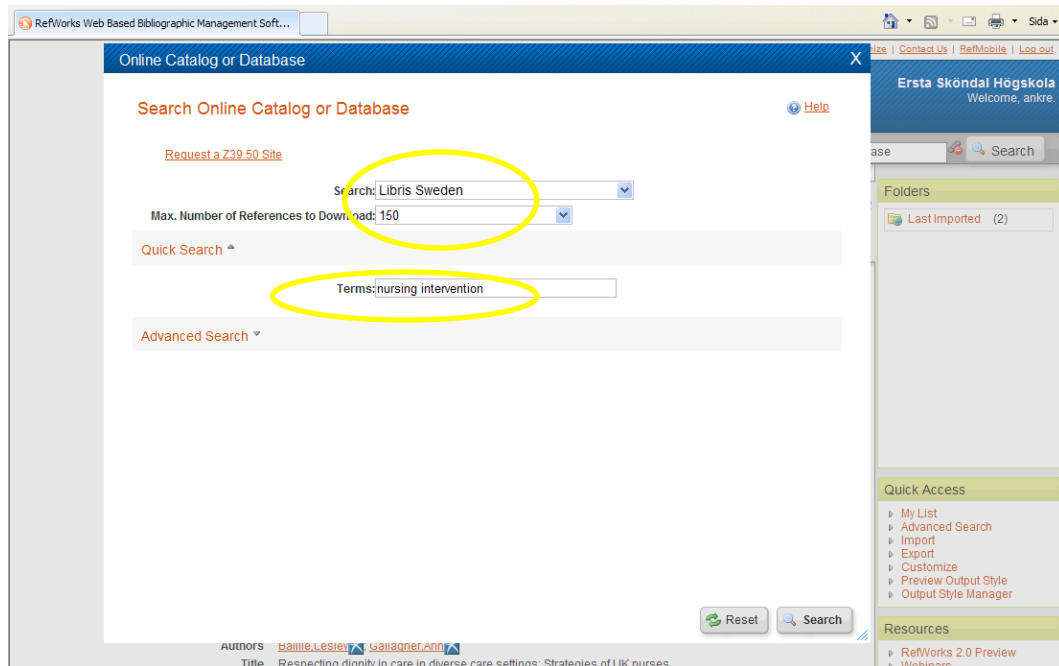 RefWorks Web Based Bibliographic Management Soft...
Sida
Online Catalog or Database X
Contact Us | RefMobile | Log out
Ersta Sköndal Högskola
Welcome, ankre.
Search Online Catalog or Database
Help
Search
Request a Z39.50 Site
Search: Libris Sweden
Max. Number of References to Download: 150
Quick Search
Terms: nursing intervention
Advanced Search
Folders
Last Imported (2)
Quick Access
My List
Advanced Search
Import
Export
Customize
Preview Output Style
Output Style Manager
Reset
Search
Resources
RefWorks 2.0 Preview
Webinars
Authors Baillie,Lesley; Gallagher,Ann
Title Respecting dignity in care in diverse care settings: Strategies of UK nurses